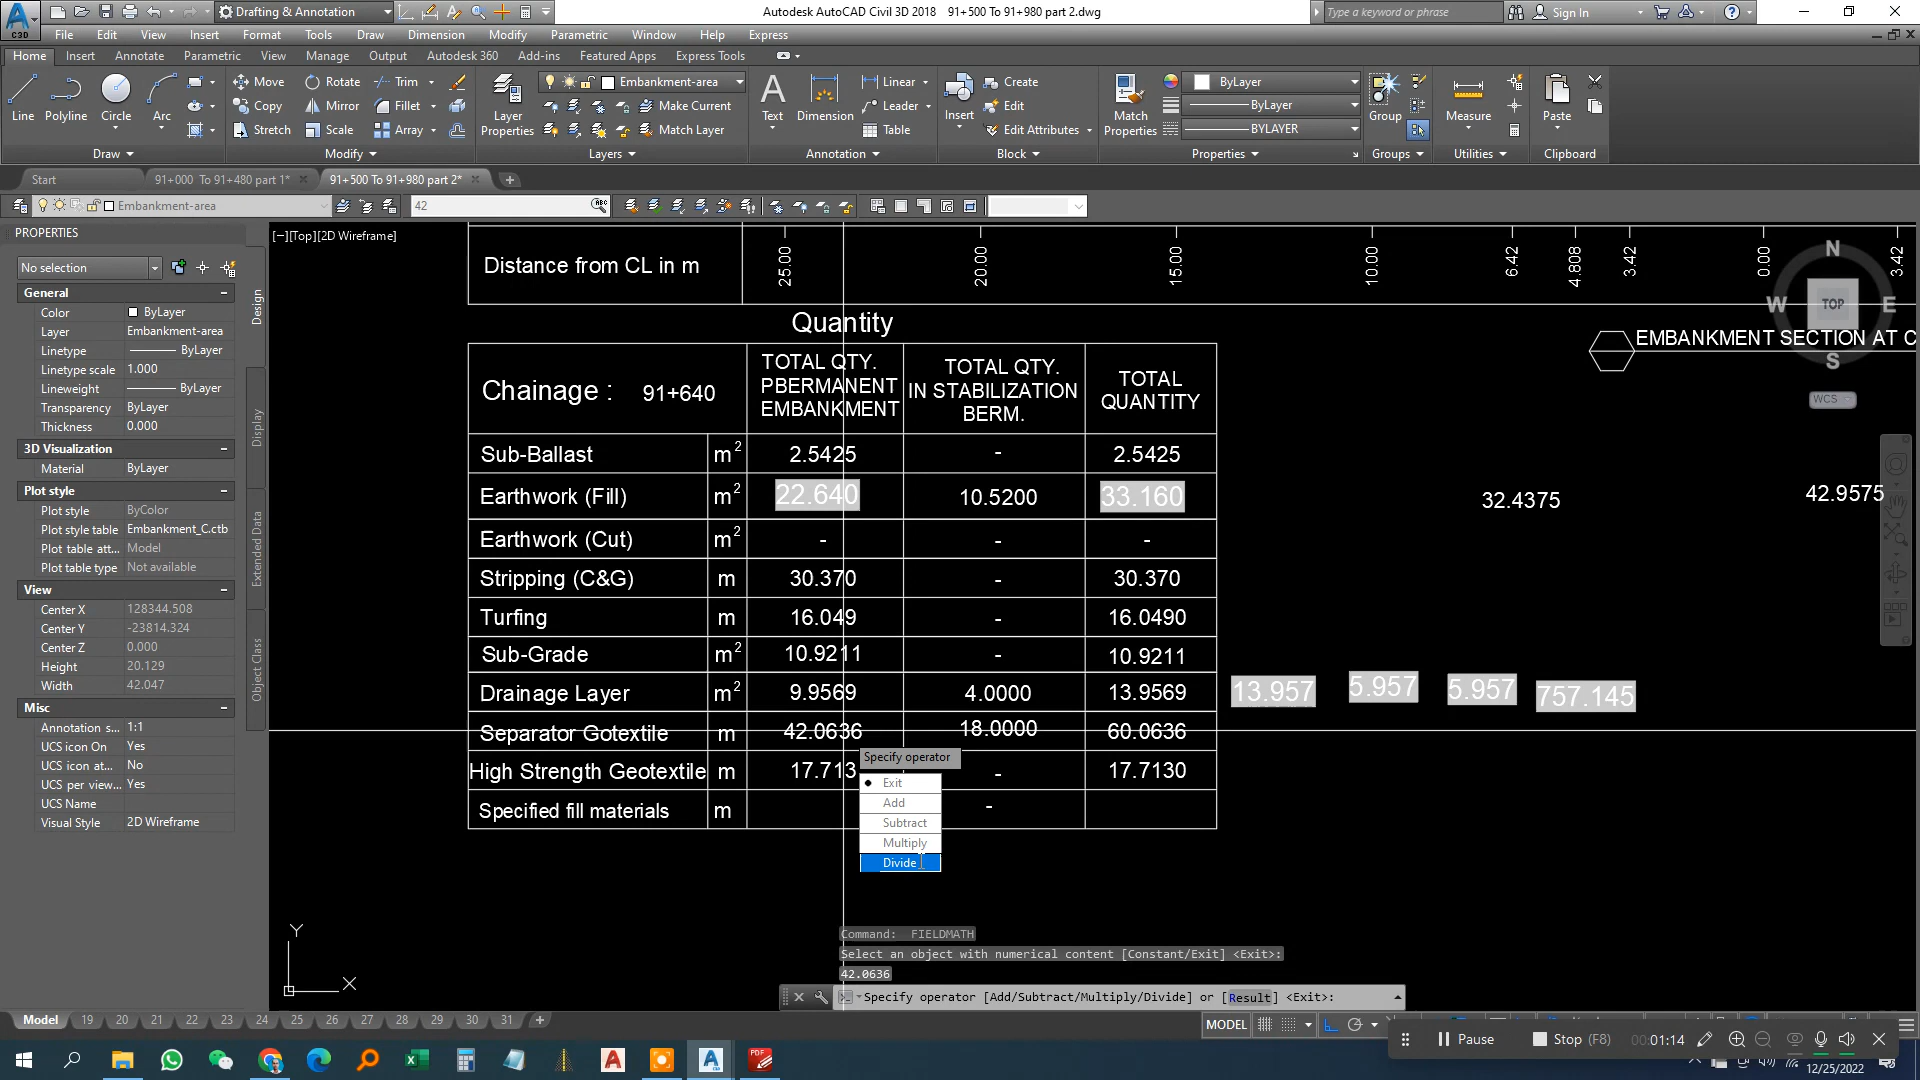 Drafting & Annotation
Autodesk AutoCAD Civil 3D 2018 91+500 To 91+980 part 2.dwg
Type a keyword or phrase
Sign In
C3D
File Edit View Insert Format Tools Draw Dimension Modify Parametric Window Help Express
Home Insert Annotate Parametric View Manage Output Autodesk 360 Add-ins Featured Apps Express Tools
Line Polyline Circle Arc
Move Rotate Trim
Copy Mirror Fillet
Stretch Scale Array
Layer Properties
Embankment-area
Make Current
Match Layer
Text Dimension
Linear
Leader
Table
Insert
Create
Edit
Edit Attributes
Match Properties
ByLayer
ByLayer
BYLAYER
Group
Measure
Paste
Draw Modify Layers Annotation Block Properties Groups Utilities Clipboard
Start 91+000 To 91+480 part 1* 91+500 To 91+980 part 2*
Embankment-area
42
PROPERTIES
No selection
General
Color ByLayer
Layer Embankment-area
Linetype ByLayer
Linetype scale 1.000
Lineweight ByLayer
Transparency ByLayer
Thickness 0.000
3D Visualization
Material ByLayer
Plot style
Plot style ByColor
Plot style table Embankment_C.ctb
Plot table att... Model
Plot table type Not available
View
Center X 128344.508
Center Y -23814.324
Center Z 0.000
Height 20.129
Width 42.047
Misc
Annotation s... 1:1
UCS icon On Yes
UCS icon at... No
UCS per view... Yes
UCS Name
Visual Style 2D Wireframe
Design
Display
Extended Data
Object Class
[−][Top][2D Wireframe]
Distance from CL in m 25.00 20.00 15.00 10.00 6.42 4.808 3.42 0.00 3.42
N
W TOP E
S
WCS
EMBANKMENT SECTION AT C
Quantity
Chainage : 91+640
TOTAL QTY. PBERMANENT EMBANKMENT
TOTAL QTY. IN STABILIZATION BERM.
TOTAL QUANTITY
Sub-Ballast m2 2.5425 - 2.5425
Earthwork (Fill) m2 22.640 10.5200 33.160
32.4375 42.9575
Earthwork (Cut) m2 - - -
Stripping (C&G) m 30.370 - 30.370
Turfing m 16.049 - 16.0490
Sub-Grade m2 10.9211 - 10.9211
Drainage Layer m2 9.9569 4.0000 13.9569
13.957 5.957 5.957 757.145
Separator Gotextile m 42.0636 18.0000 60.0636
High Strength Geotextile m 17.713 - 17.7130
Specified fill materials m -
Specify operator
Exit
Add
Subtract
Multiply
Divide
Y
X
Command: FIELDMATH
Select an object with numerical content [Constant/Exit] <Exit>:
42.0636
Specify operator [Add/Subtract/Multiply/Divide] or [Result] <Exit>:
Model 19 20 21 22 23 24 25 26 27 28 29 30 31
MODEL
Pause Stop (F8) 00:01:14
12/25/2022